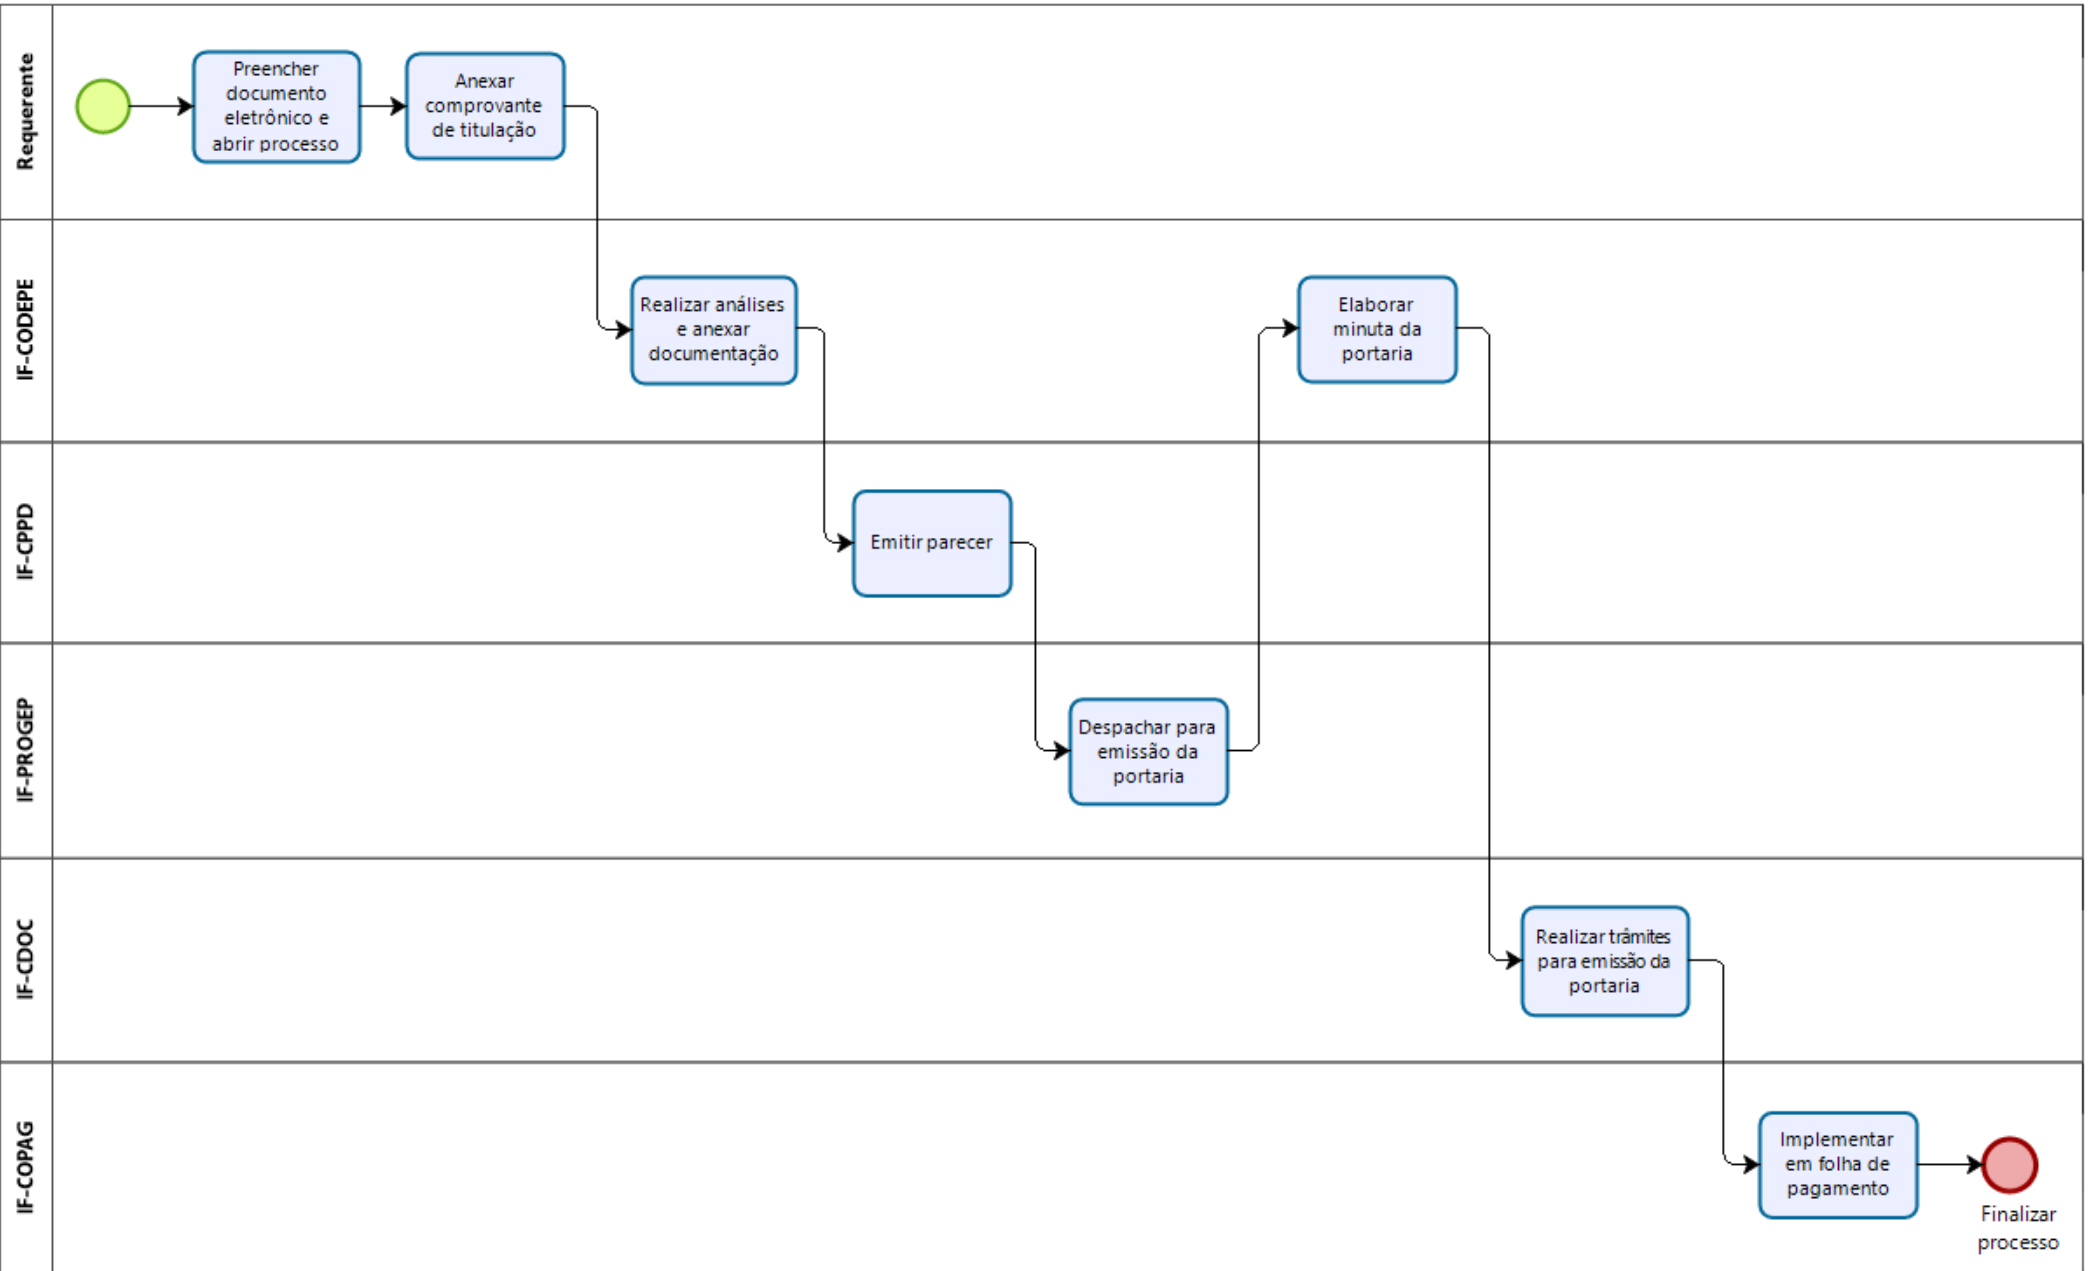 Requerente
Preencher
documento
eletrônico e
abrir processo
Anexar
comprovante
de titulação
IF-CODEPE
Realizar análises
e anexar
documentação
Elaborar
minuta da
portaria
IF-CPPD
Emitir parecer
IF-PROGEP
Despachar para
emissão da
portaria
IF-CDOC
Realizar trâmites
para emissão da
portaria
IF-COPAG
Implementar
em folha de
pagamento
Finalizar
processo